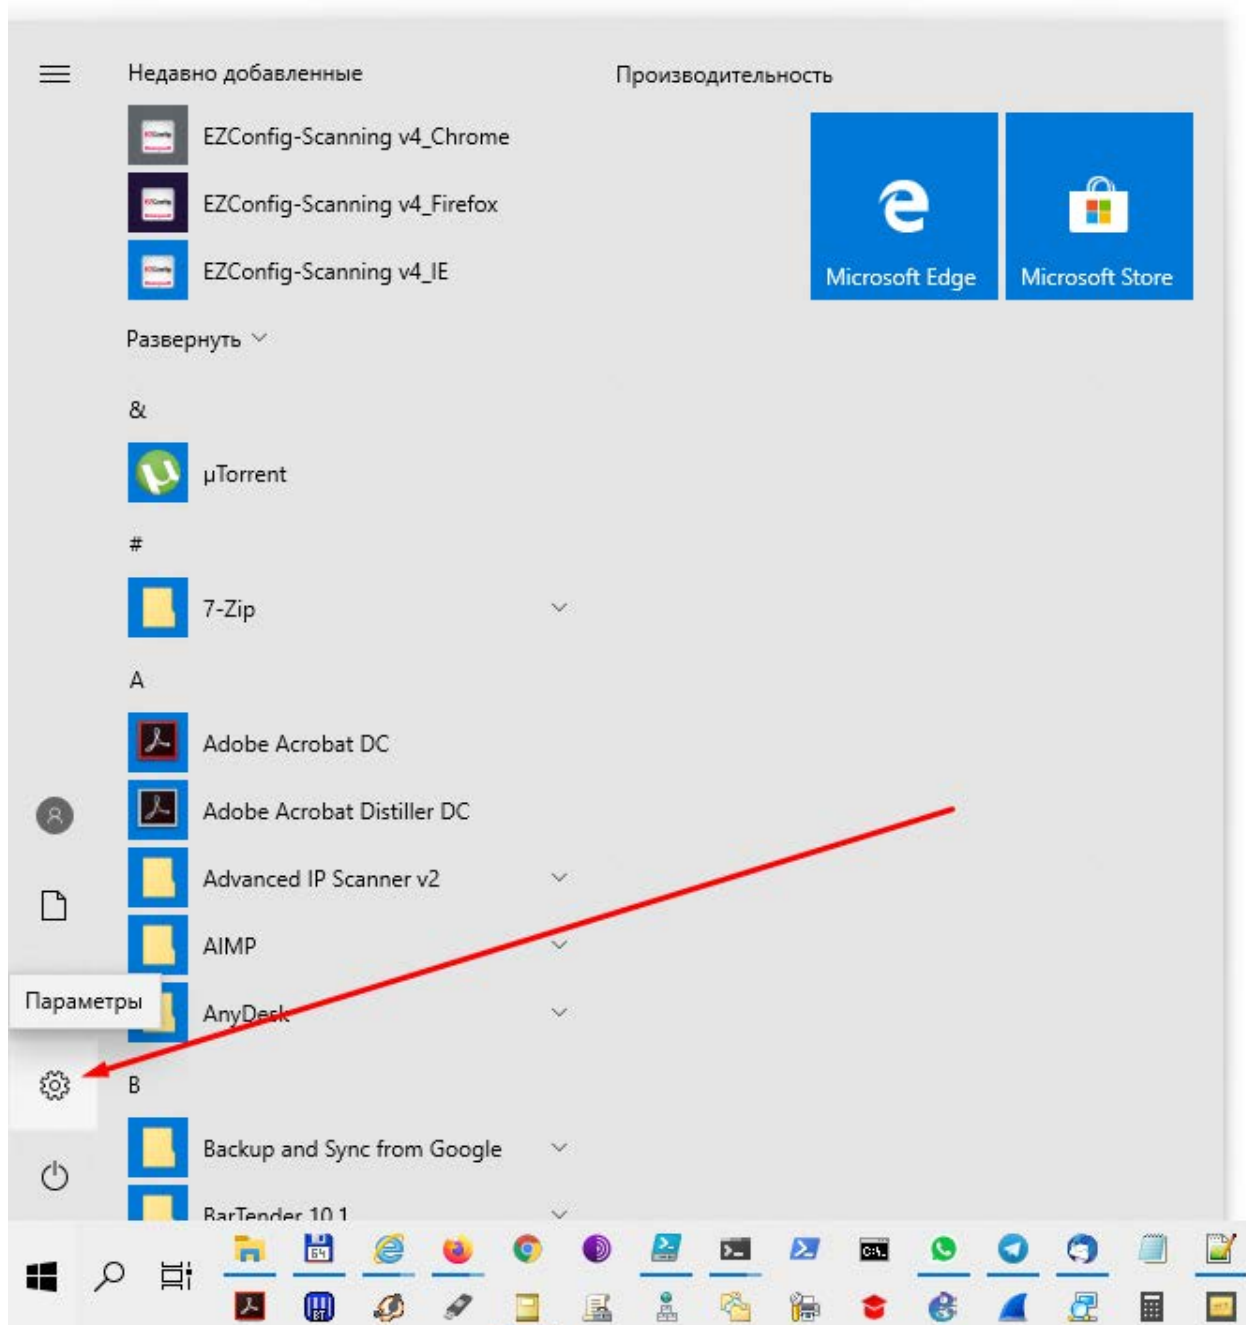 Недавно добавленные
Производительность
EZConfig-Scanning v4_Chrome
EZConfig-Scanning v4_Firefox
EZConfig-Scanning v4_IE
Microsoft Edge
Microsoft Store
Развернуть
&
µTorrent
#
7-Zip
A
Adobe Acrobat DC
Adobe Acrobat Distiller DC
Advanced IP Scanner v2
AIMP
Параметры
AnyDesk
B
Backup and Sync from Google
BarTender 10.1
64
C:\.
BT